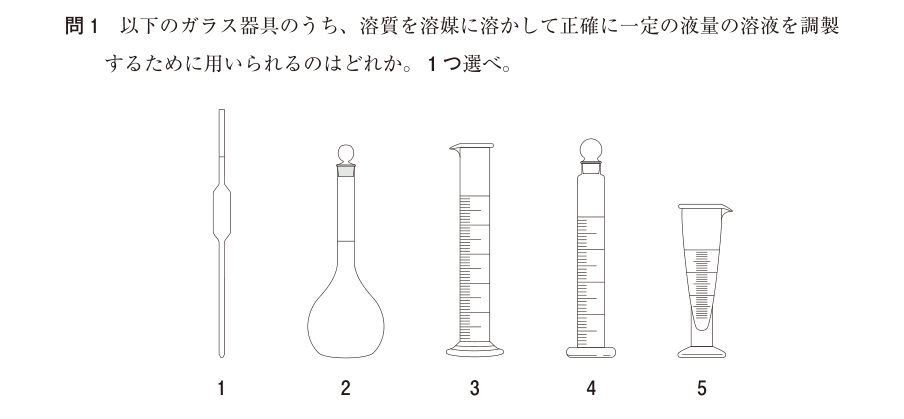 問1 以下のガラス器具のうち、溶質を溶媒に溶かして正確に一定の液量の溶液を調製
するために用いられるのはどれか。1つ選べ。
1 2 3 4 5